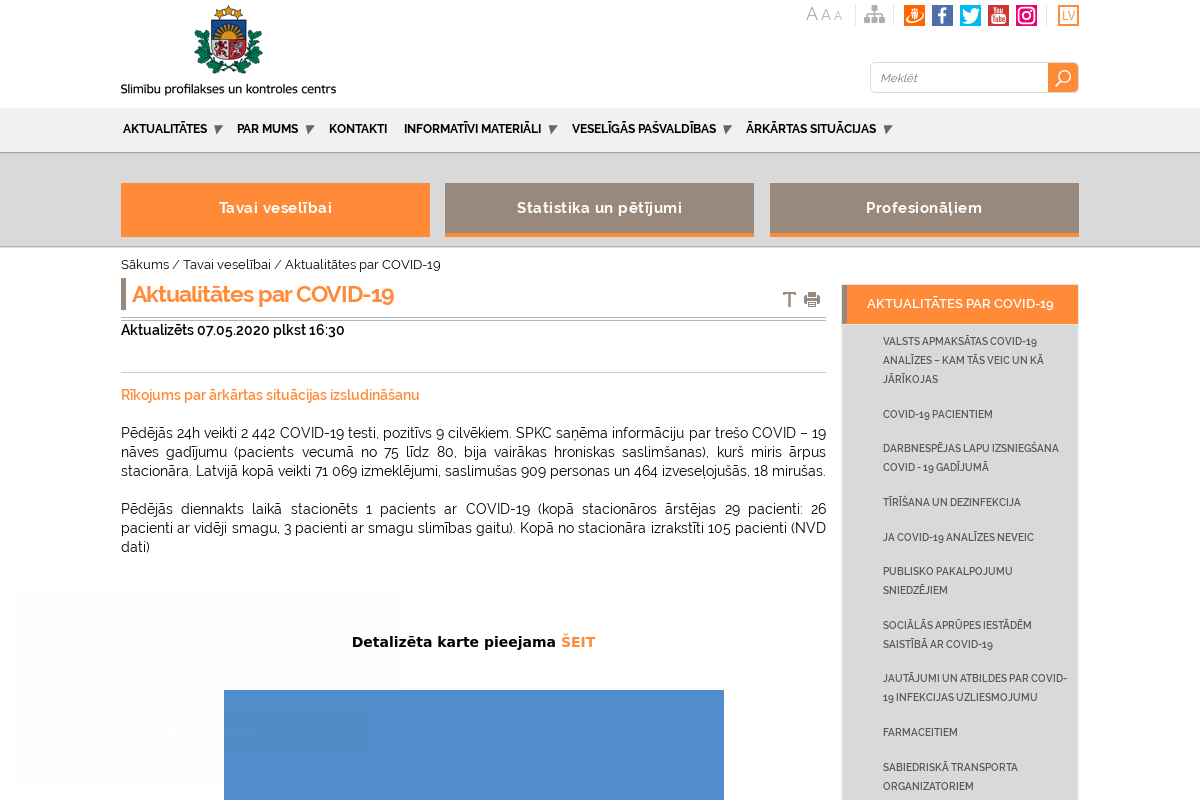 A A A
You
Tube
LV
Slimību profilakses un kontroles centrs
Meklēt
AKTUALITĀTES PAR MUMS KONTAKTI INFORMATĪVI MATERIĀLI VESELĪGĀS PAŠVALDĪBAS ĀRKĀRTAS SITUĀCIJAS
Tavai veselībai
Statistika un pētījumi
Profesionāļiem
Sākums / Tavai veselībai / Aktualitātes par COVID-19
Aktualitātes par COVID-19
Aktualizēts 07.05.2020 plkst 16:30
Rīkojums par ārkārtas situācijas izsludināšanu
Pēdējās 24h veikti 2 442 COVID-19 testi, pozitīvs 9 cilvēkiem. SPKC saņēma informāciju par trešo COVID – 19
nāves gadījumu (pacients vecumā no 75 līdz 80, bija vairākas hroniskas saslimšanas), kurš miris ārpus
stacionāra. Latvijā kopā veikti 71 069 izmeklējumi, saslimušas 909 personas un 464 izveseļojušās, 18 mirušas.
Pēdējās diennakts laikā stacionēts 1 pacients ar COVID-19 (kopā stacionāros ārstējas 29 pacienti: 26
pacienti ar vidēji smagu, 3 pacienti ar smagu slimības gaitu). Kopā no stacionāra izrakstīti 105 pacienti (NVD
dati)
Detalizēta karte pieejama ŠEIT
AKTUALITĀTES PAR COVID-19
VALSTS APMAKSĀTAS COVID-19
ANALĪZES – KAM TĀS VEIC UN KĀ
JĀRĪKOJAS
COVID-19 PACIENTIEM
DARBNESPĒJAS LAPU IZSNIEGŠANA
COVID - 19 GADĪJUMĀ
TĪRĪŠANA UN DEZINFEKCIJA
JA COVID-19 ANALĪZES NEVEIC
PUBLISKO PAKALPOJUMU
SNIEDZĒJIEM
SOCIĀLĀS APRŪPES IESTĀDĒM
SAISTĪBĀ AR COVID-19
JAUTĀJUMI UN ATBILDES PAR COVID-
19 INFEKCIJAS UZLIESMOJUMU
FARMACEITIEM
SABIEDRISKĀ TRANSPORTA
ORGANIZATORIEM